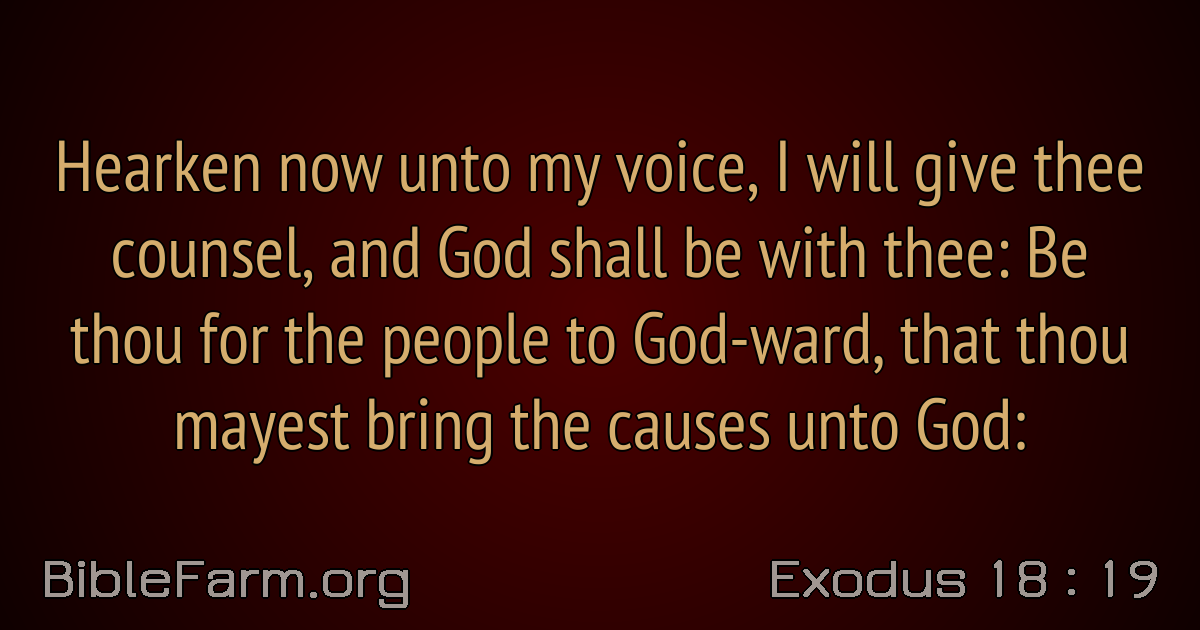 Hearken now unto my voice, I will give thee
counsel, and God shall be with thee: Be
thou for the people to God-ward, that thou
mayest bring the causes unto God:
BibleFarm.org
Exodus 18 : 19